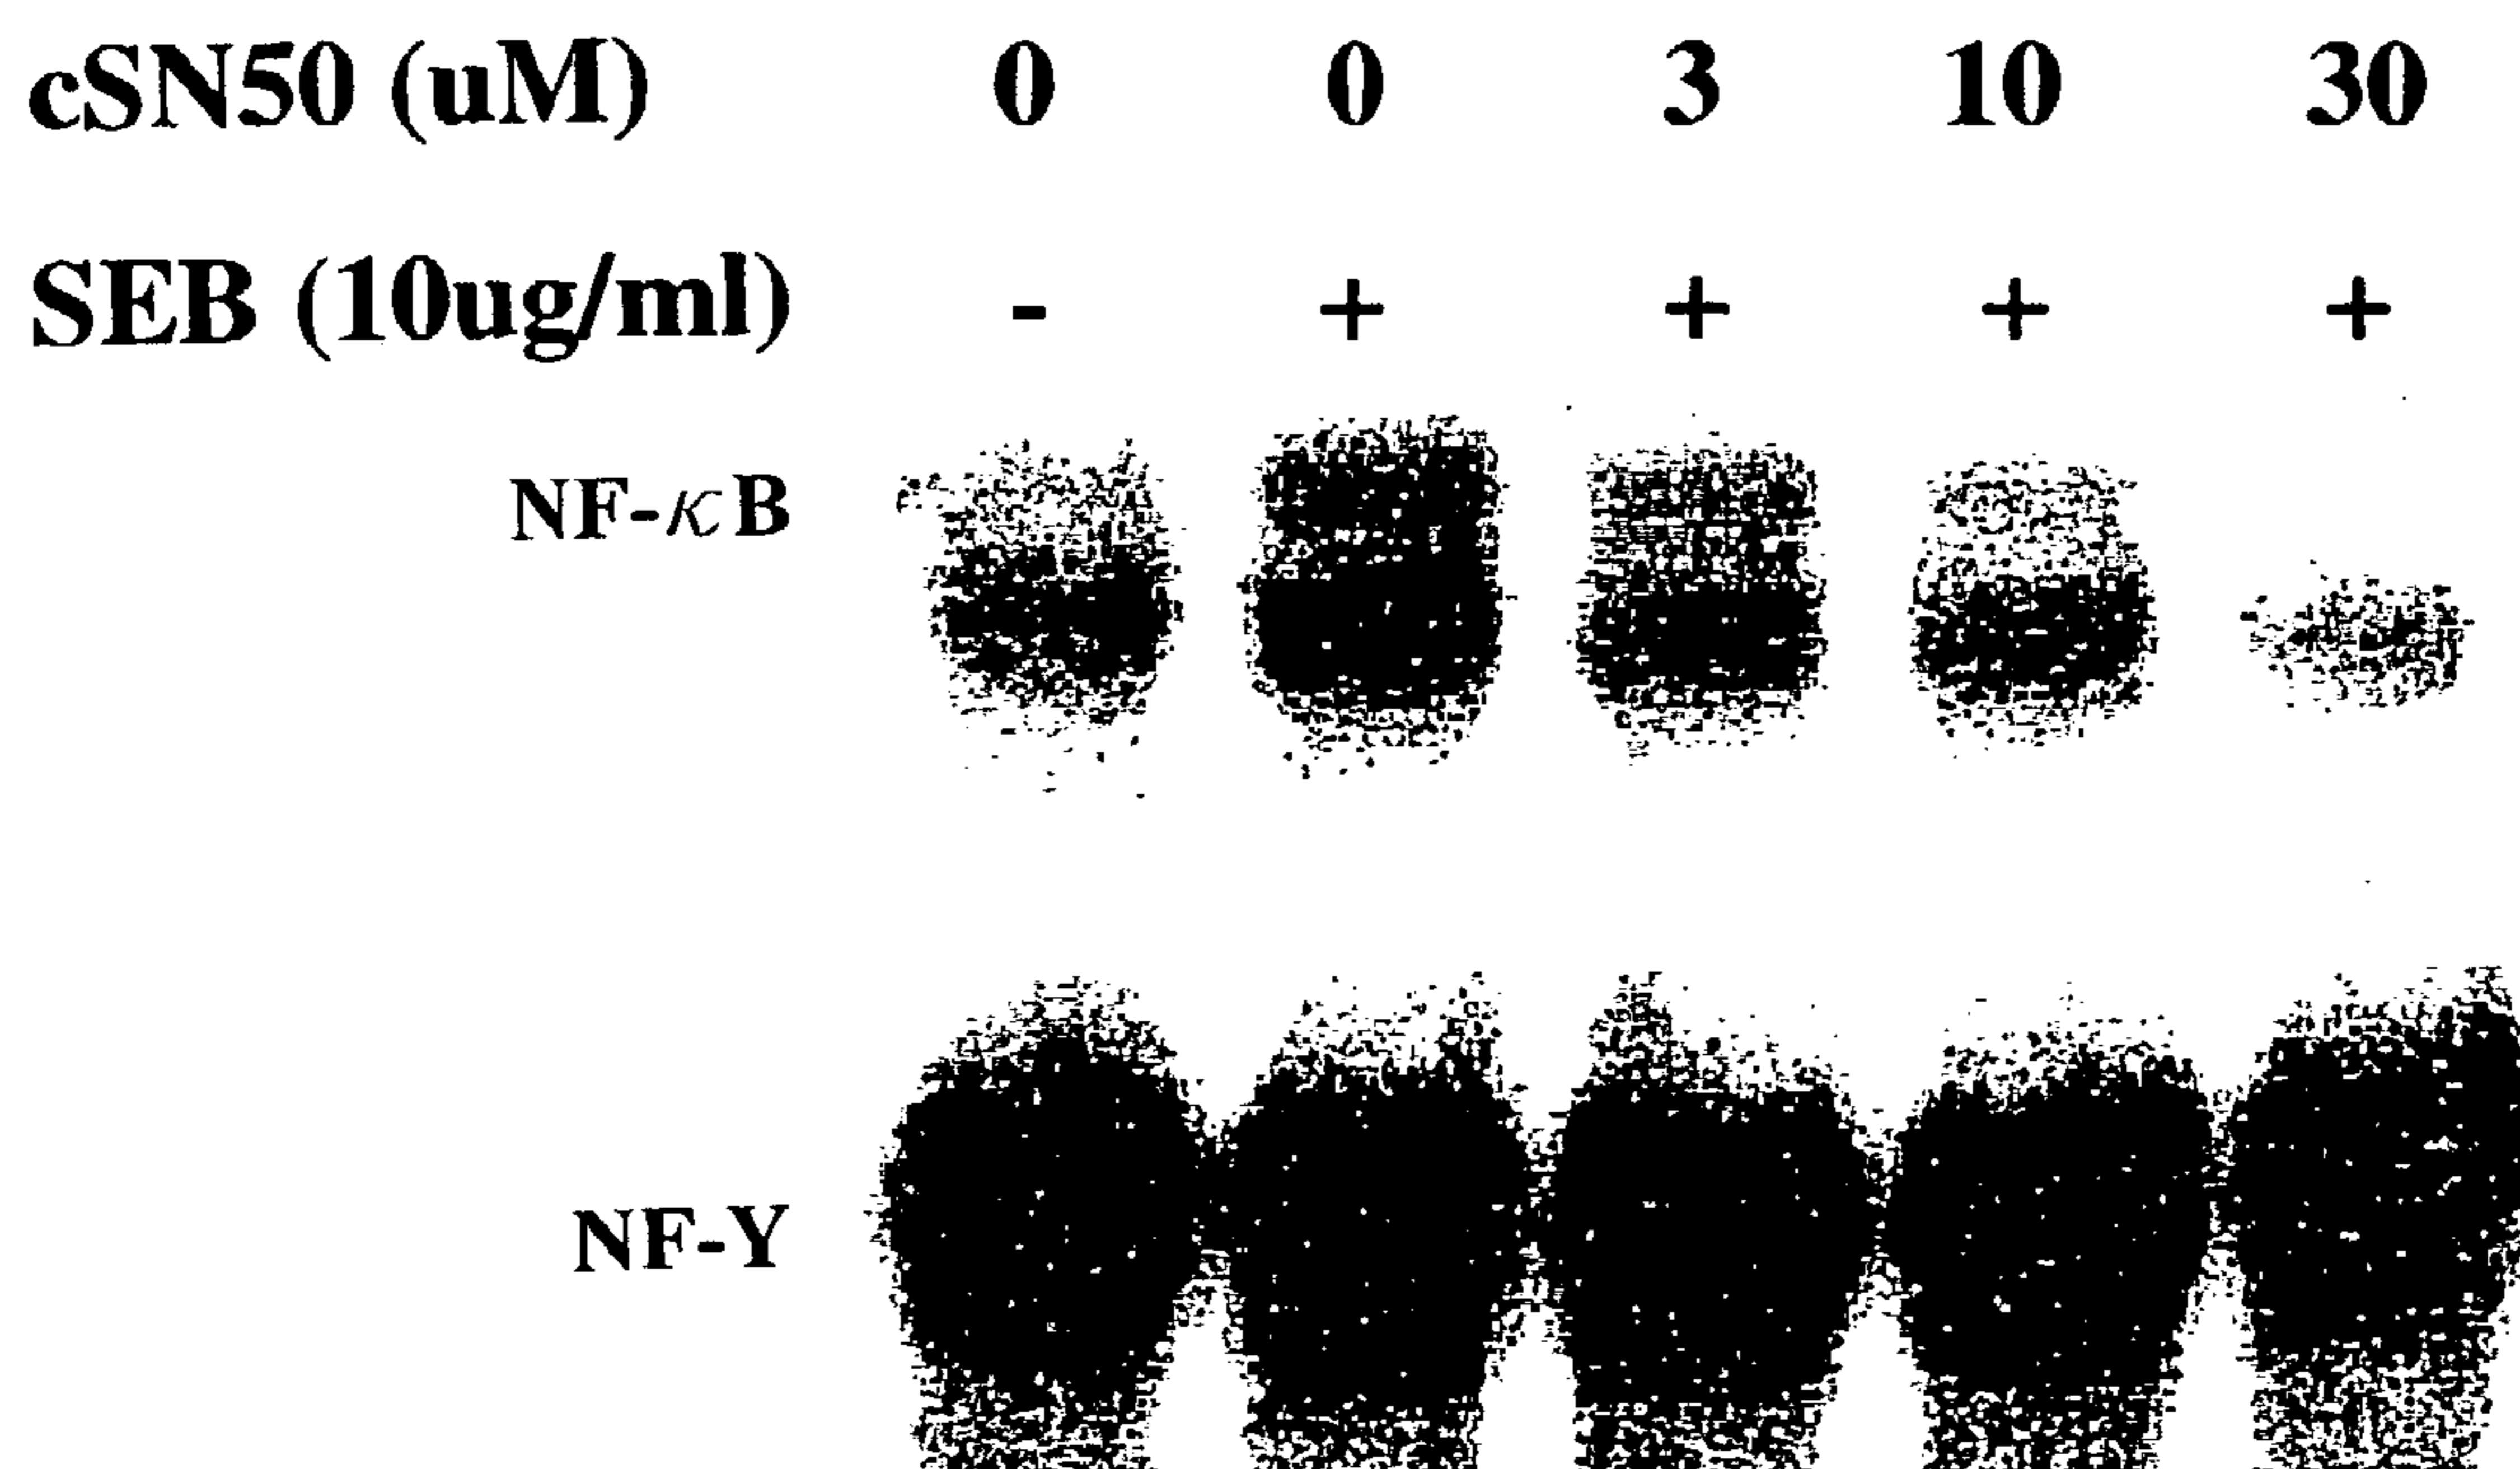 cSN50 (uM) 0 0 3 10 30
SEB (10ug/ml) - + + + +
NF-κB
NF-Y